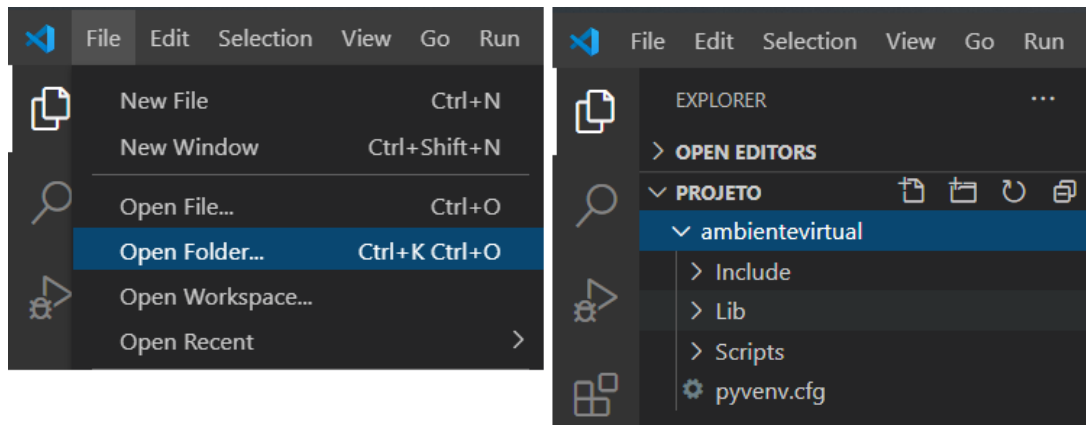 File Edit Selection View Go Run
New File Ctrl+N
New Window Ctrl+Shift+N
Open File... Ctrl+O
Open Folder... Ctrl+K Ctrl+O
Open Workspace...
Open Recent
File Edit Selection View Go Run
EXPLORER
OPEN EDITORS
PROJETO
ambientevirtual
Include
Lib
Scripts
pyvenv.cfg